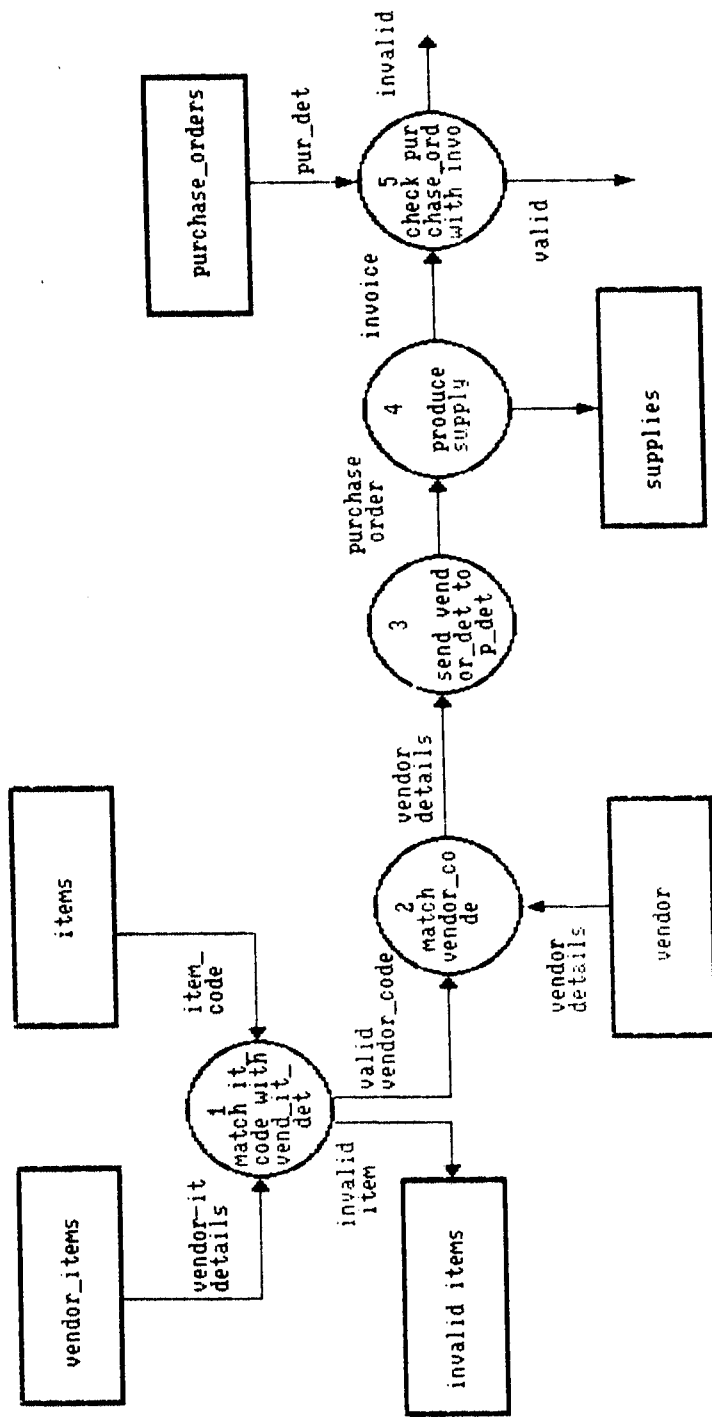 vendor_items
vendor-it
details
items
item_
code
1
match it_
code with
vend_it_
det
invalid
item
invalid items
valid
vendor_code
2
match
vendor_co
de
vendor
details
vendor
vendor
details
3
send vend
or_det to
p_det
purchase
order
4
produce
supply
supplies
invoice
purchase_orders
pur_det
5
check pur
chase_ord
with invo
invalid
valid